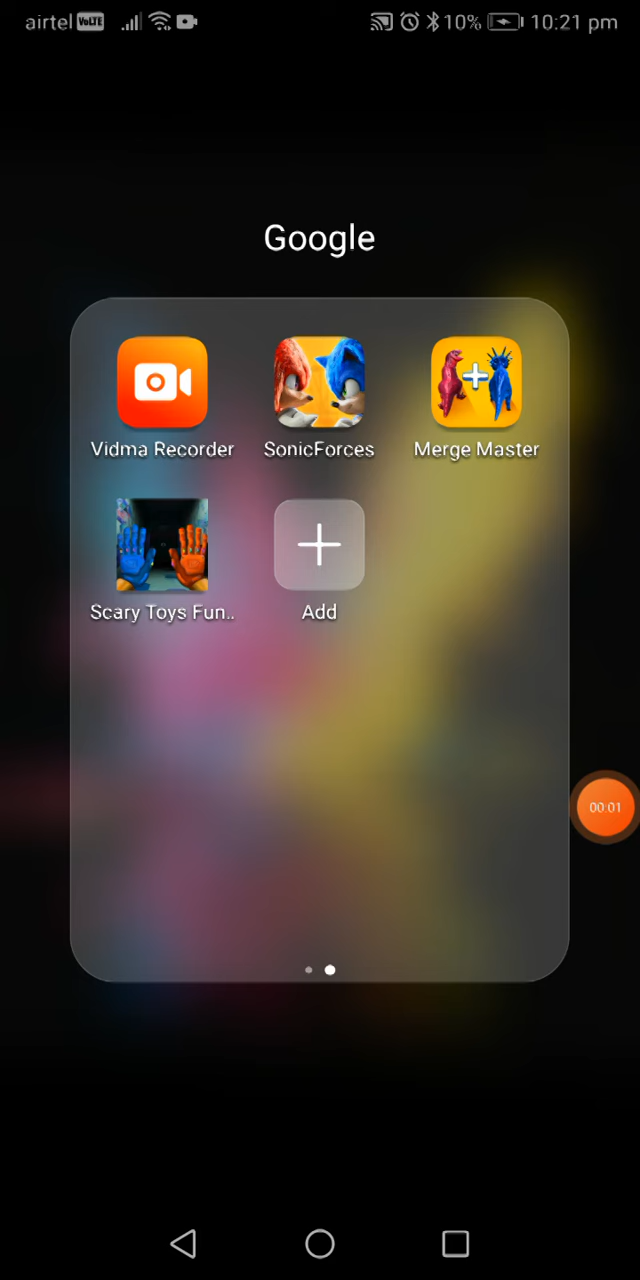 airtel VoLTE 10% 10:21 pm
Google
Vidma Recorder SonicForces Merge Master
Scary Toys Fun.. Add
00:01